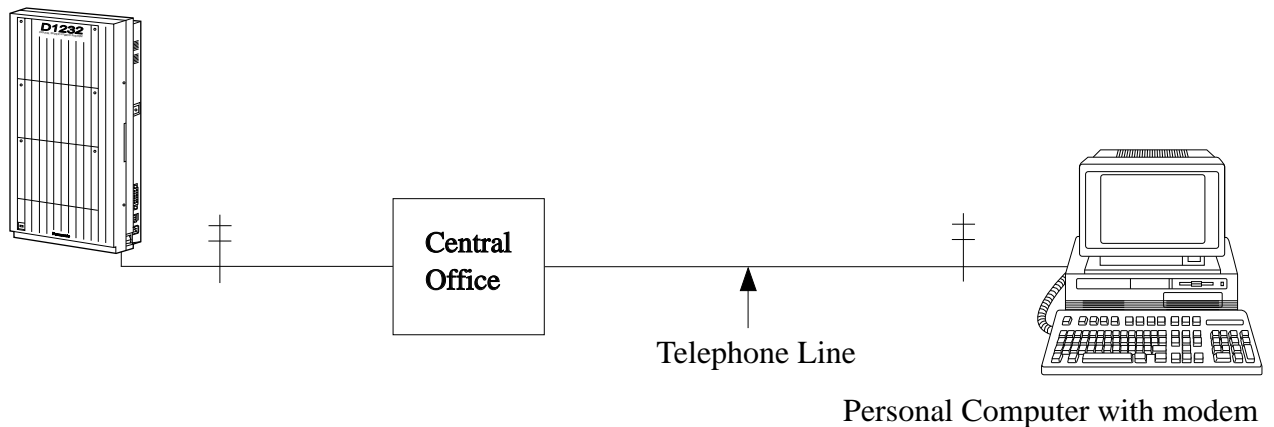 D1232
Central
Office
Telephone Line
Personal Computer with modem